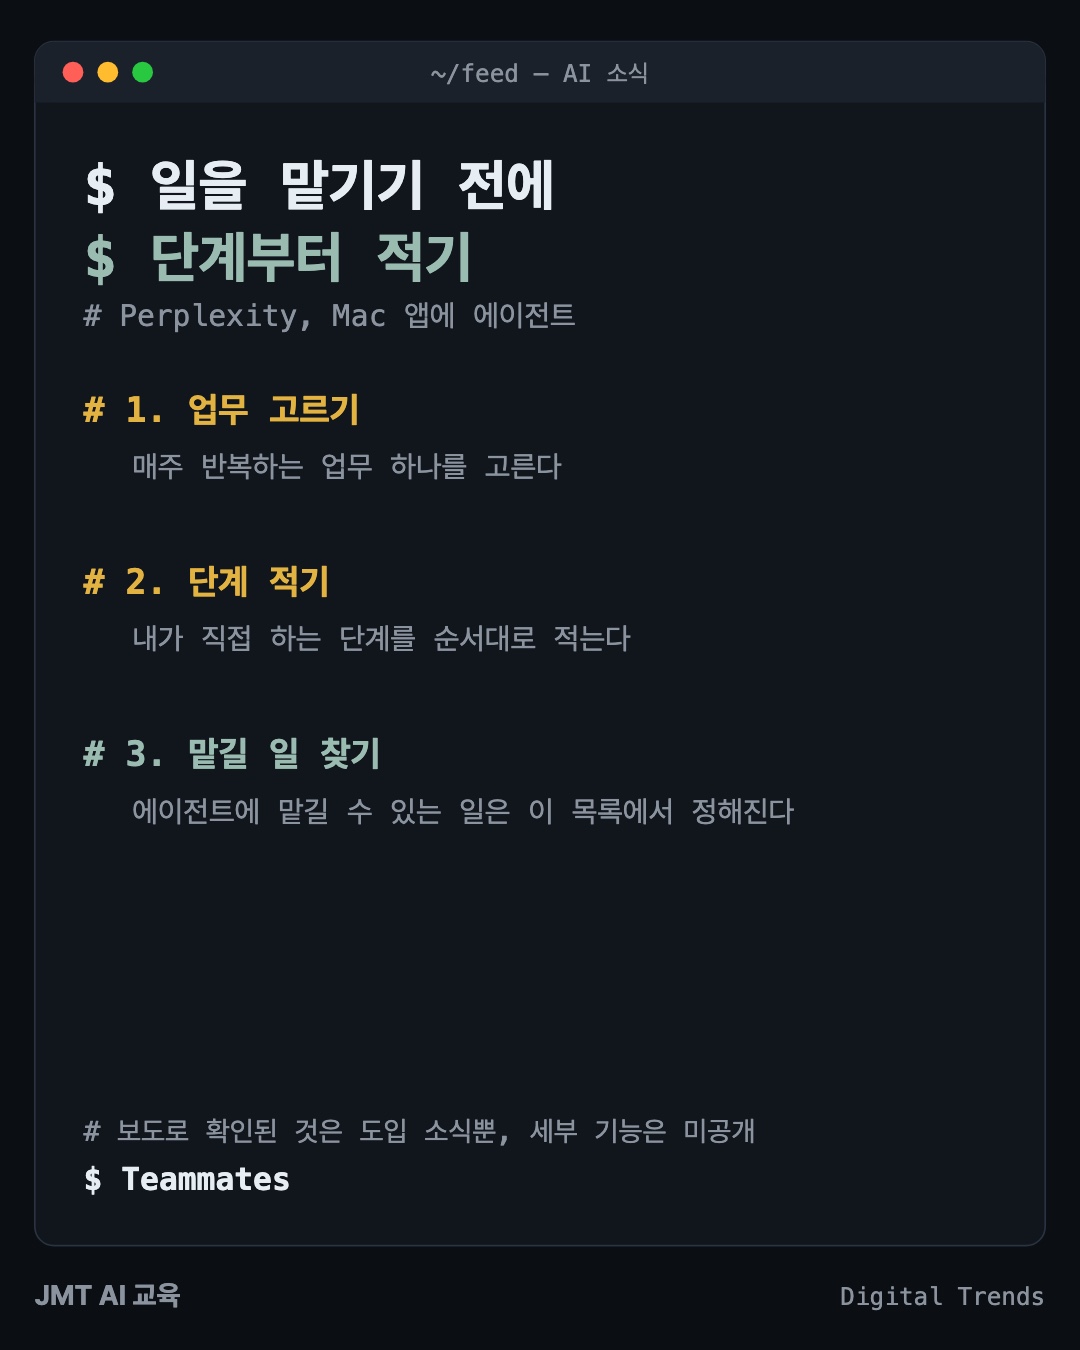 ~/feed — AI 소식
$ 일을 맡기기 전에
$ 단계부터 적기
# Perplexity, Mac 앱에 에이전트
# 1. 업무 고르기
매주 반복하는 업무 하나를 고른다
# 2. 단계 적기
내가 직접 하는 단계를 순서대로 적는다
# 3. 맡길 일 찾기
에이전트에 맡길 수 있는 일은 이 목록에서 정해진다
# 보도로 확인된 것은 도입 소식뿐, 세부 기능은 미공개
$ Teammates
JMT AI 교육
Digital Trends